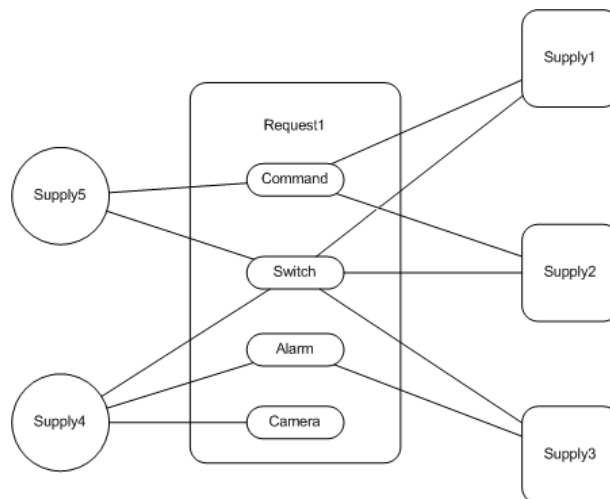 Supply1
Request1
Command
Supply5
Switch
Supply2
Alarm
Supply4
Camera
Supply3